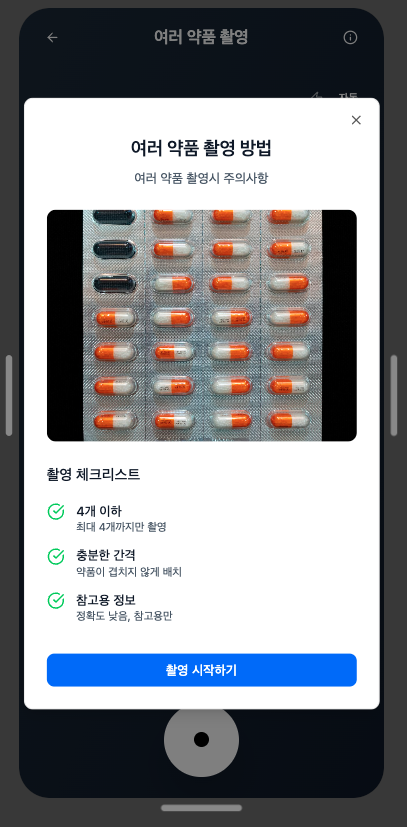 여러 약품 촬영
자동
여러 약품 촬영 방법
여러 약품 촬영시 주의사항
촬영 체크리스트
4개 이하
최대 4개까지만 촬영
충분한 간격
약품이 겹치지 않게 배치
참고용 정보
정확도 낮음, 참고용만
촬영 시작하기